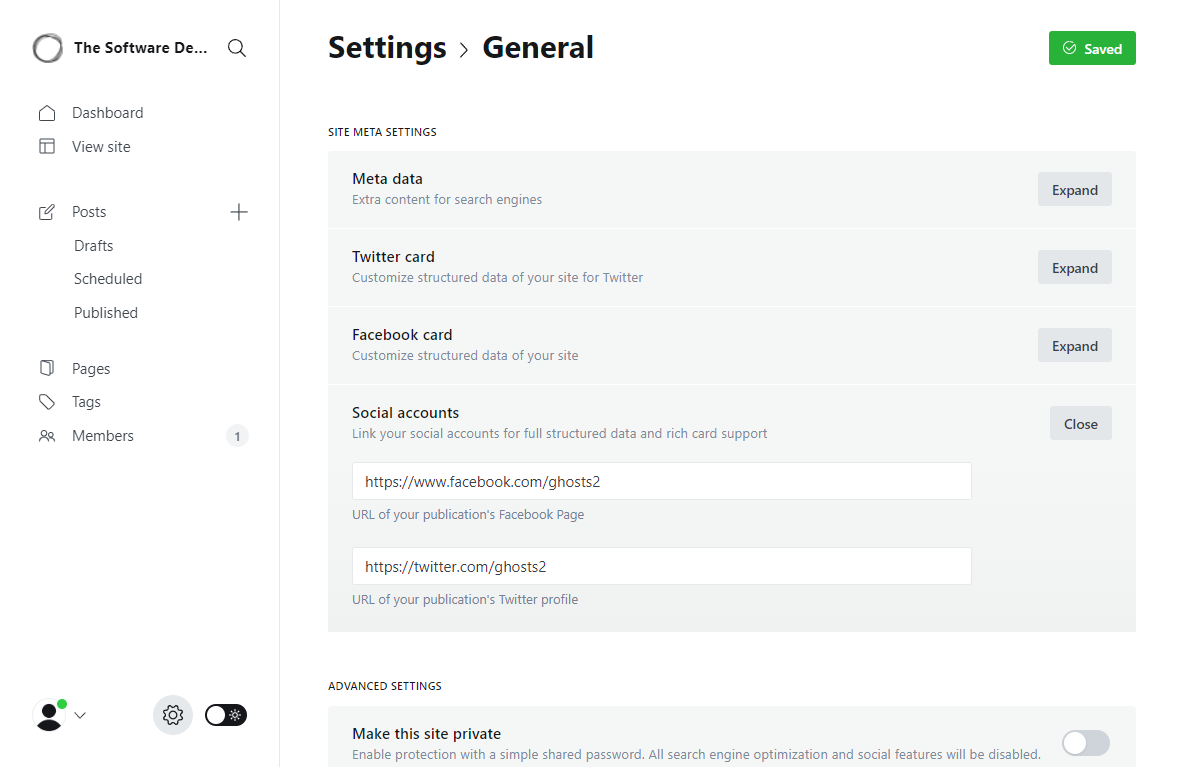 The Software De...
Dashboard
View site
Posts
Drafts
Scheduled
Published
Pages
Tags
Members
1
Settings > General
Saved
SITE META SETTINGS
Meta data
Extra content for search engines
Expand
Twitter card
Customize structured data of your site for Twitter
Expand
Facebook card
Customize structured data of your site
Expand
Social accounts
Link your social accounts for full structured data and rich card support
Close
https://www.facebook.com/ghosts2
URL of your publication's Facebook Page
https://twitter.com/ghosts2
URL of your publication's Twitter profile
ADVANCED SETTINGS
Make this site private
Enable protection with a simple shared password. All search engine optimization and social features will be disabled.